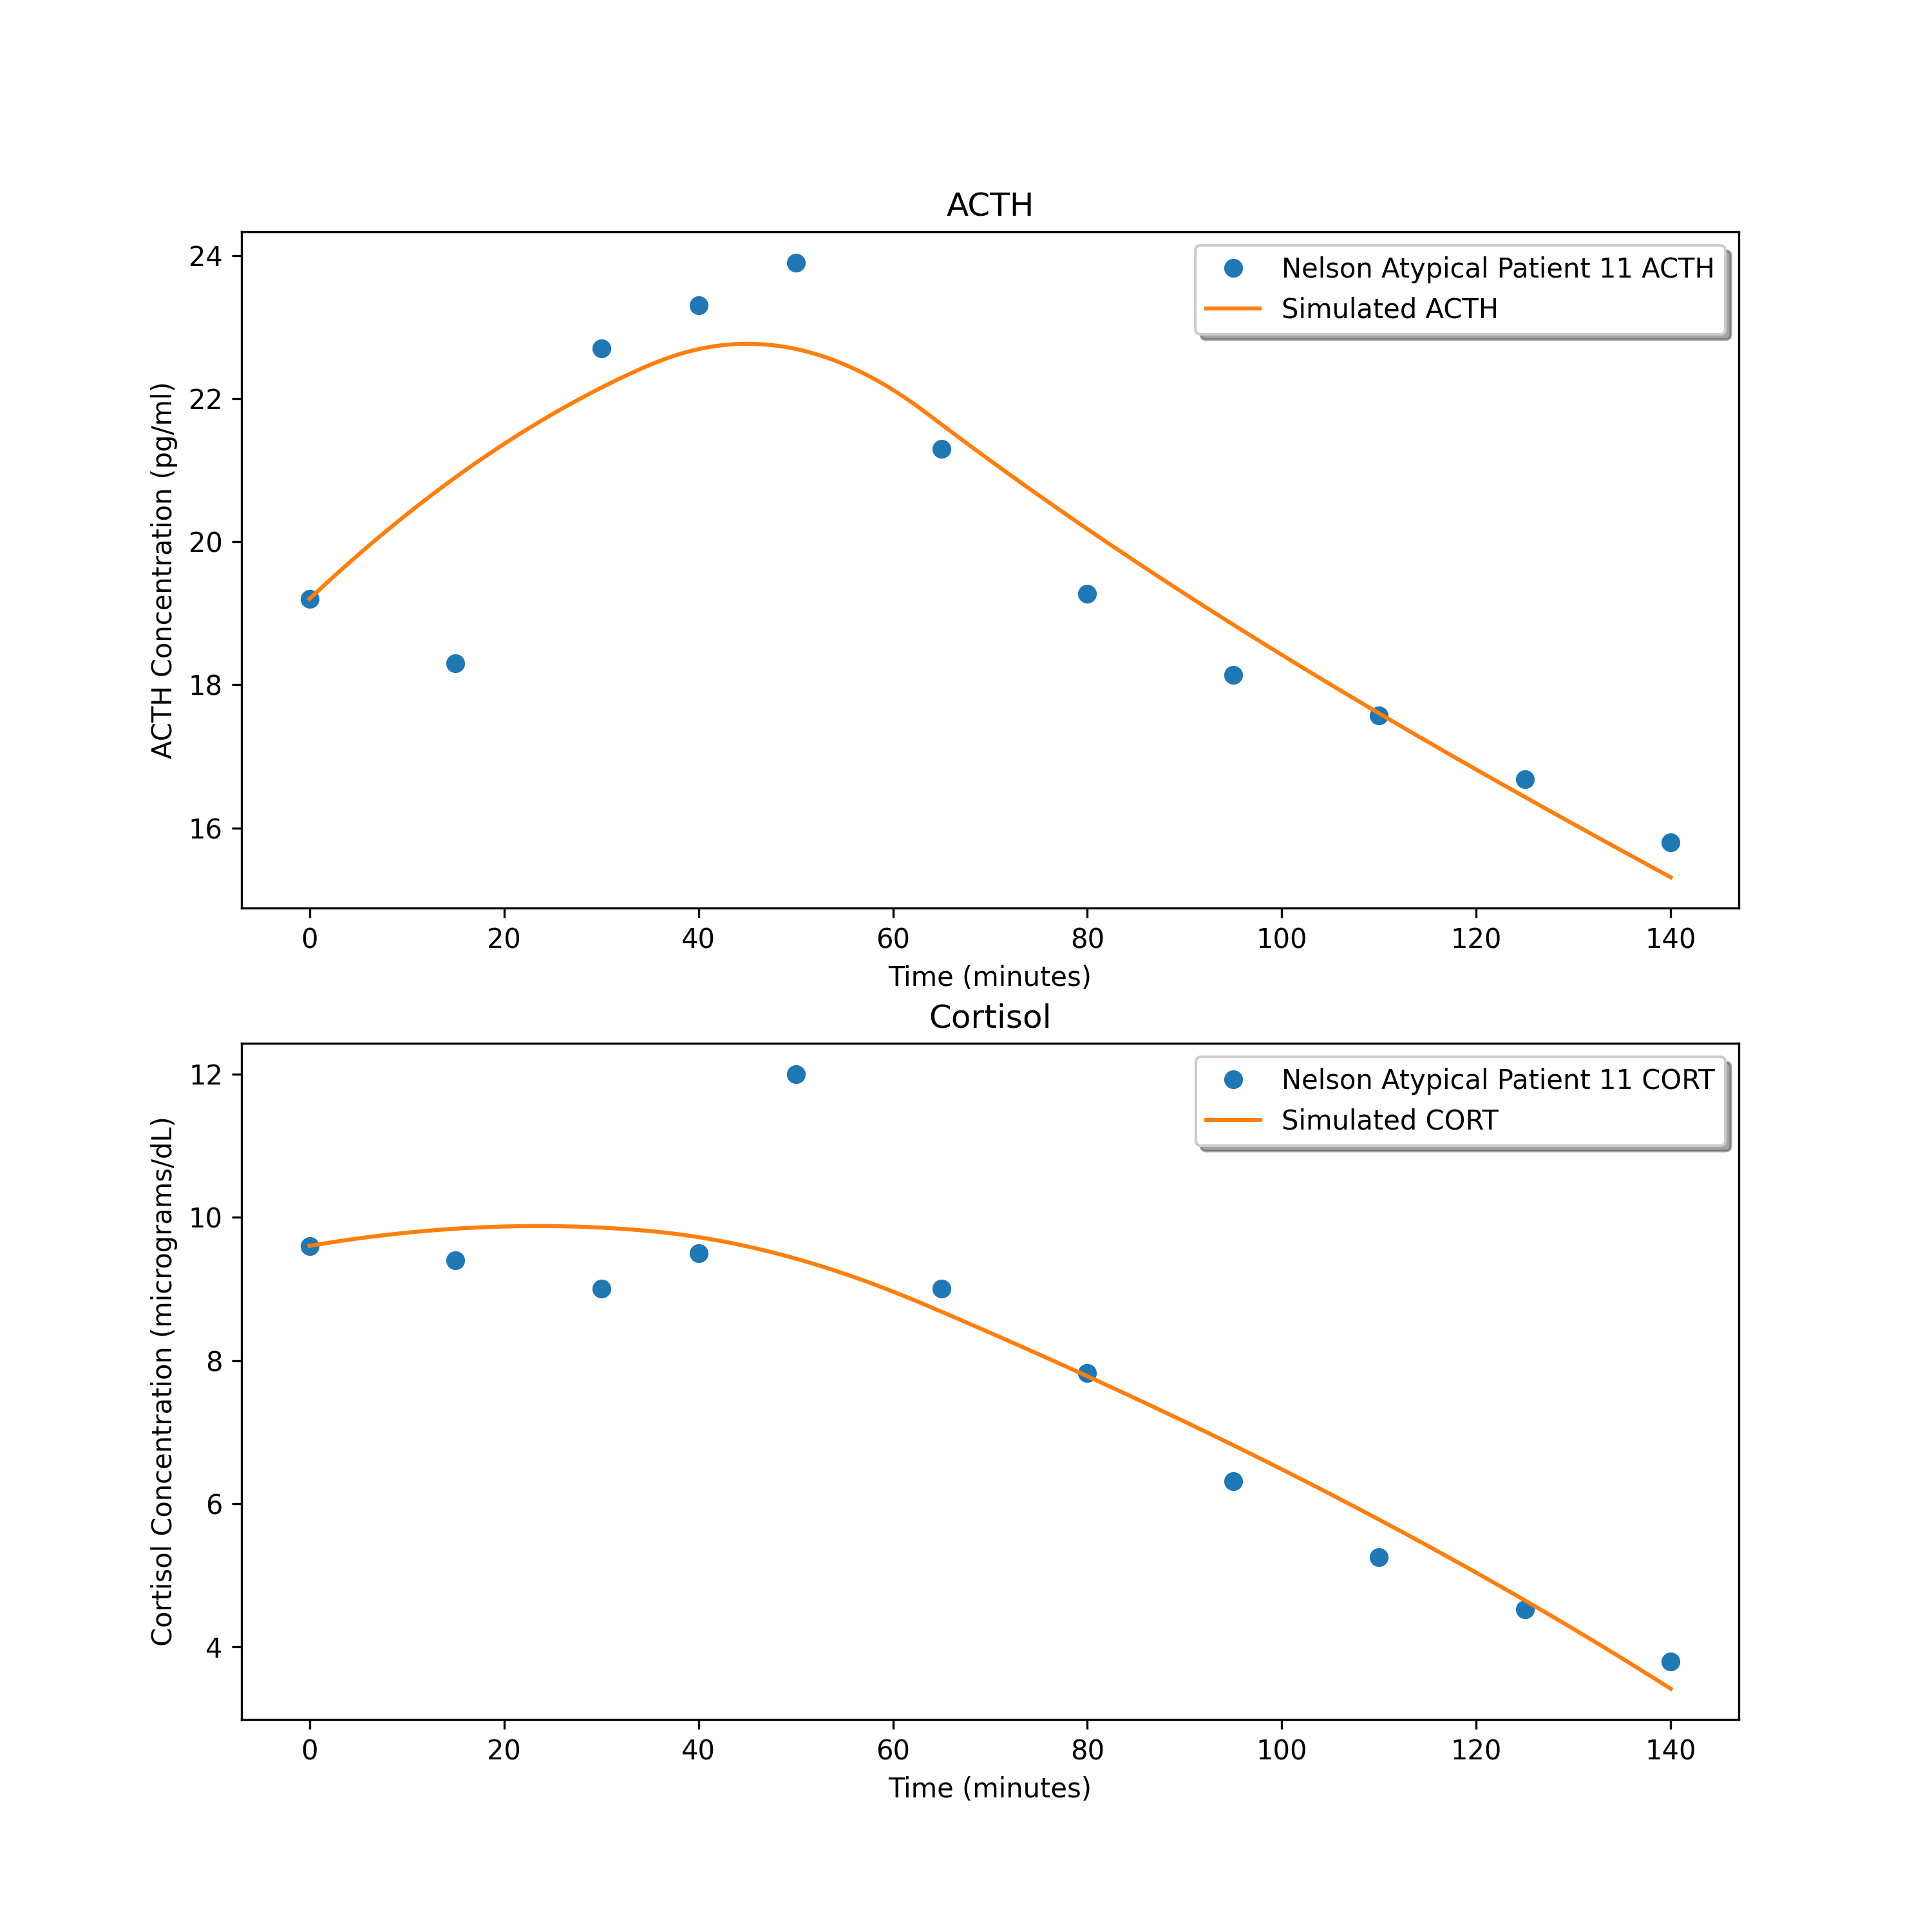 ACTH
Nelson Atypical Patient 11 ACTH
Simulated ACTH
ACTH Concentration (pg/ml)
24
22
20
18
16
0 20 40 60 80 100 120 140
Time (minutes)
Cortisol
Nelson Atypical Patient 11 CORT
Simulated CORT
Cortisol Concentration (micrograms/dL)
12
10
8
6
4
0 20 40 60 80 100 120 140
Time (minutes)